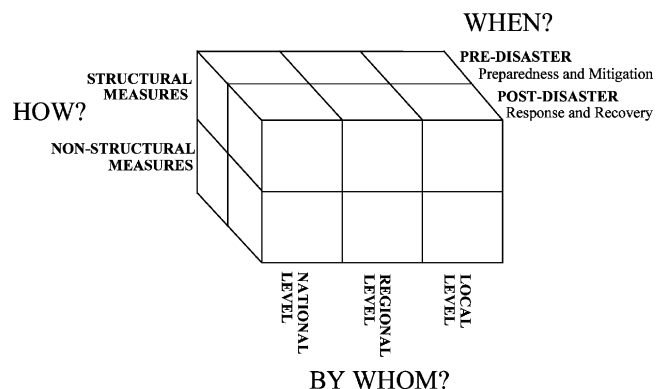 WHEN?
PRE-DISASTER
Preparedness and Mitigation
POST-DISASTER
Response and Recovery
HOW?
STRUCTURAL
MEASURES
NON-STRUCTURAL
MEASURES
NATIONAL
LEVEL
REGIONAL
LEVEL
LOCAL
LEVEL
BY WHOM?